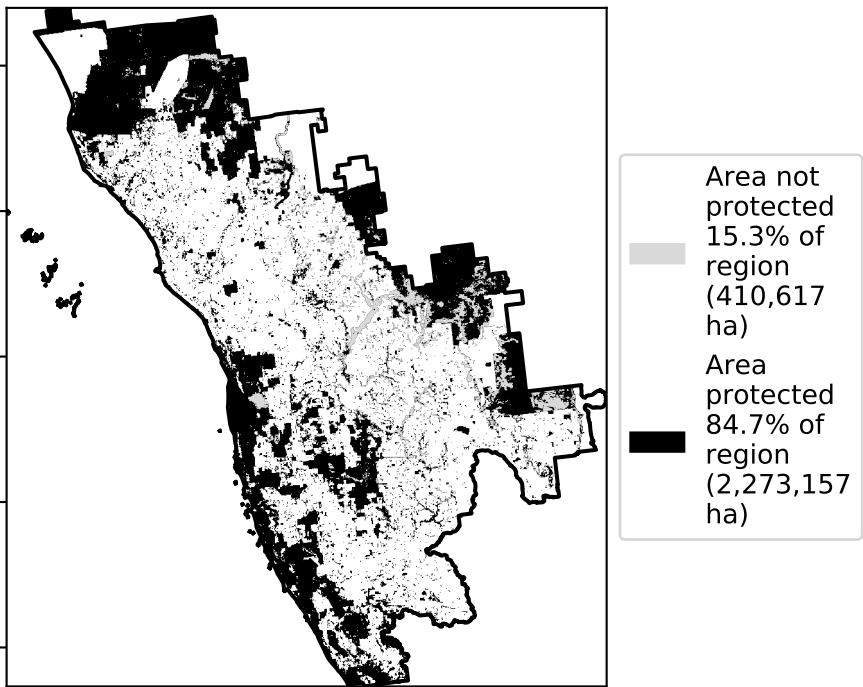 Area not
protected
15.3% of
region
(410,617
ha)
Area
protected
84.7% of
region
(2,273,157
ha)